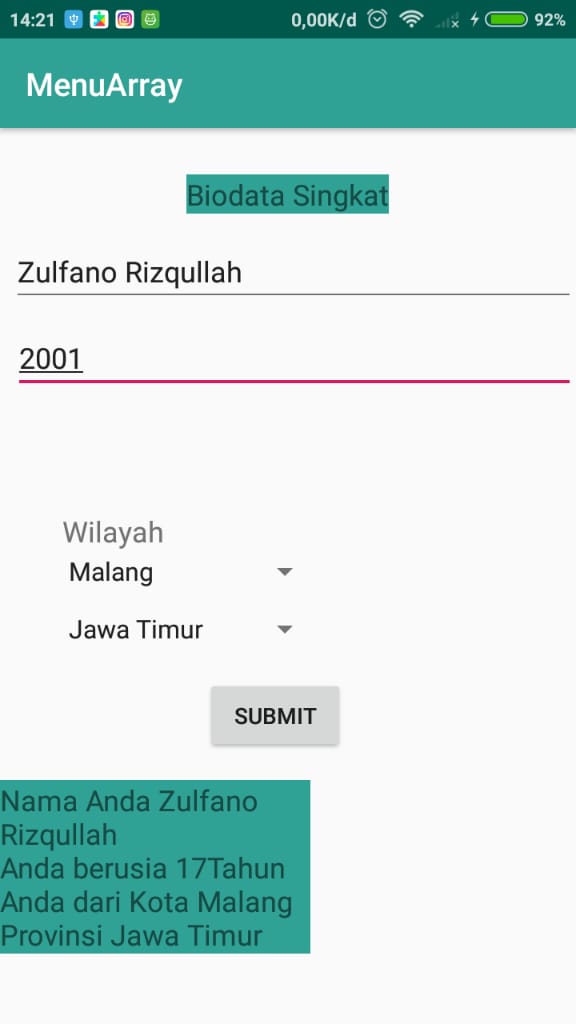 14:21 0,00K/d 92%
MenuArray
Biodata Singkat
Zulfano Rizqullah
2001
Wilayah
Malang
Jawa Timur
SUBMIT
Nama Anda Zulfano
Rizqullah
Anda berusia 17Tahun
Anda dari Kota Malang
Provinsi Jawa Timur